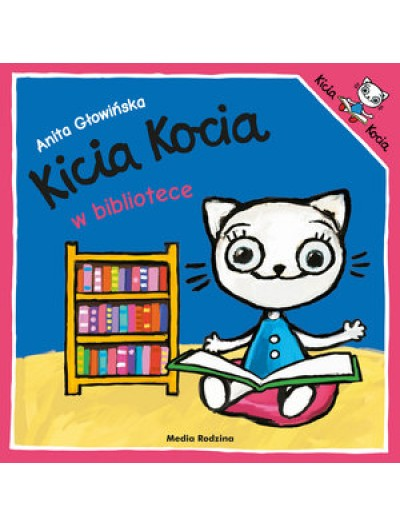 Anita Głowińska
Kicia Kocia
w bibliotece
Kicia
Kocia
Media Rodzina